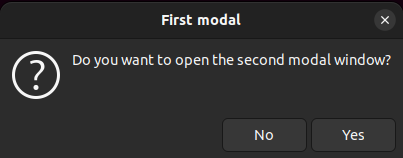 First modal
Do you want to open the second modal window?
No
Yes